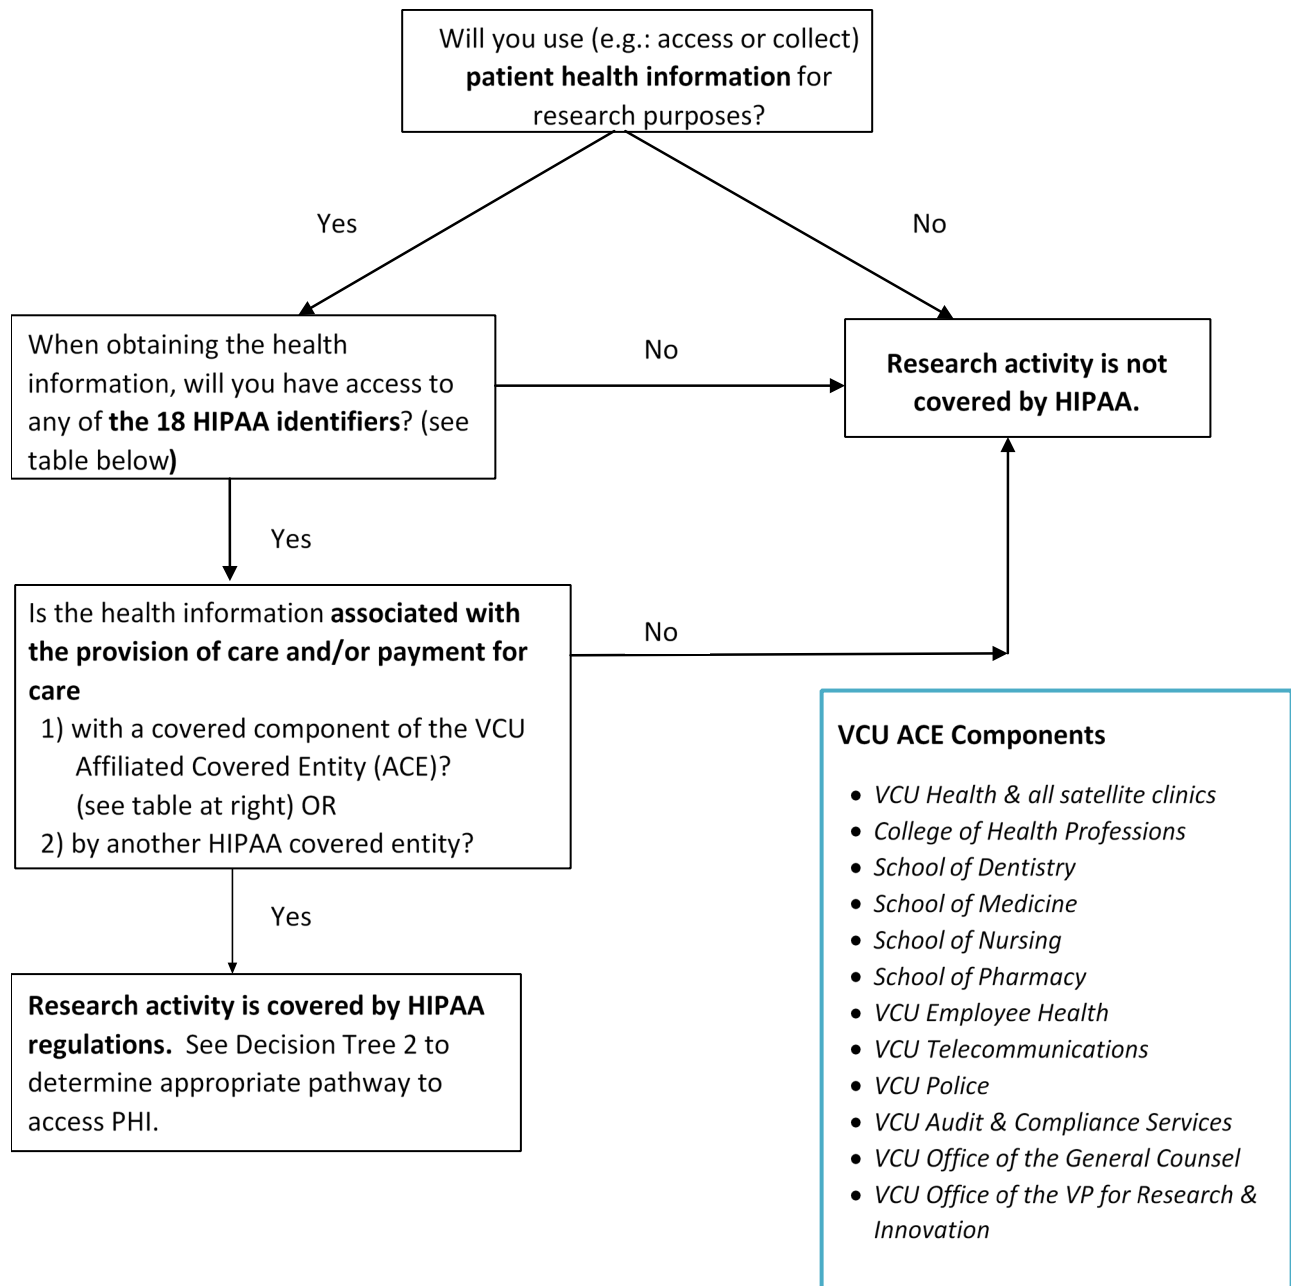 Will you use (e.g.: access or collect)
patient health information for
research purposes?
Yes
No
When obtaining the health
information, will you have access to
any of the 18 HIPAA identifiers? (see
table below)
No
Research activity is not
covered by HIPAA.
Yes
Is the health information associated with
the provision of care and/or payment for
care
1) with a covered component of the VCU
Affiliated Covered Entity (ACE)?
(see table at right) OR
2) by another HIPAA covered entity?
No
Yes
Research activity is covered by HIPAA
regulations. See Decision Tree 2 to
determine appropriate pathway to
access PHI.
VCU ACE Components
• VCU Health & all satellite clinics
• College of Health Professions
• School of Dentistry
• School of Medicine
• School of Nursing
• School of Pharmacy
• VCU Employee Health
• VCU Telecommunications
• VCU Police
• VCU Audit & Compliance Services
• VCU Office of the General Counsel
• VCU Office of the VP for Research &
Innovation